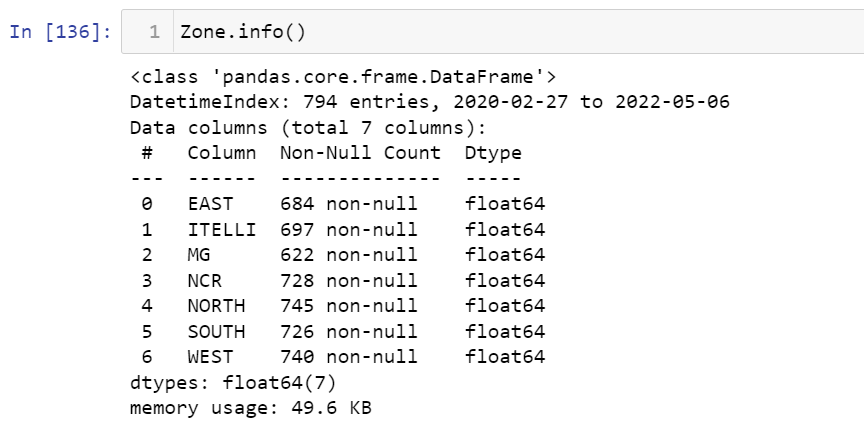 In [136]: 1 Zone.info()
<class 'pandas.core.frame.DataFrame'>
DatetimeIndex: 794 entries, 2020-02-27 to 2022-05-06
Data columns (total 7 columns):
 #   Column  Non-Null Count  Dtype
---  ------  --------------  -----
 0   EAST    684 non-null    float64
 1   ITELLI  697 non-null    float64
 2   MG      622 non-null    float64
 3   NCR     728 non-null    float64
 4   NORTH   745 non-null    float64
 5   SOUTH   726 non-null    float64
 6   WEST    740 non-null    float64
dtypes: float64(7)
memory usage: 49.6 KB